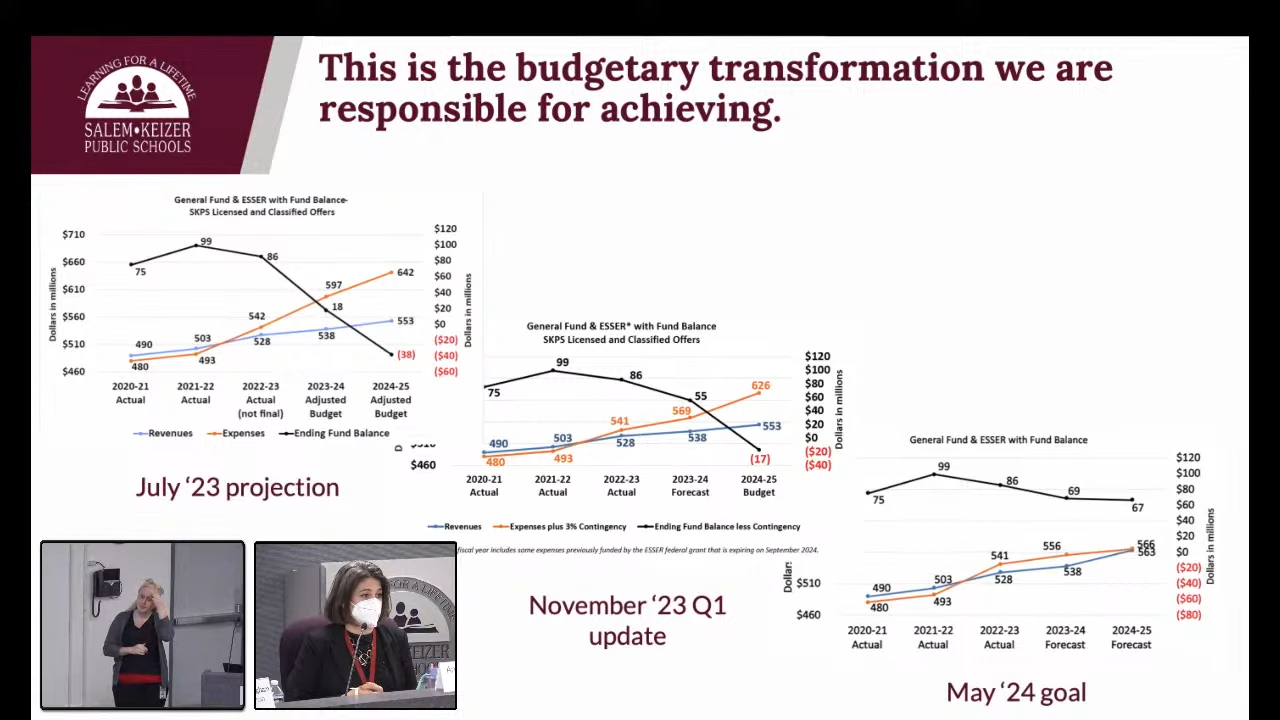 This is the budgetary transformation we are
responsible for achieving.
LEARNING FOR A LIFETIME
SALEM•KEIZER
PUBLIC SCHOOLS
General Fund & ESSER with Fund Balance-
SKPS Licensed and Classified Offers
$710
$660
$610
$560
$510
$460
Dollars in millions
$120
$100
$80
$60
$40
$20
$0
($20)
($40)
($60)
Dollars in millions
75
99
86
18
(38)
490
503
528
538
553
480
493
542
597
642
2020-21 Actual
2021-22 Actual
2022-23 Actual (not final)
2023-24 Adjusted Budget
2024-25 Adjusted Budget
Revenues Expenses Ending Fund Balance
July ‘23 projection
General Fund & ESSER* with Fund Balance
SKPS Licensed and Classified Offers
$460
$120
$100
$80
$60
$40
$20
$0
($20)
($40)
Dollars in millions
75
99
86
55
(17)
490
503
528
538
553
480
493
541
569
626
2020-21 Actual
2021-22 Actual
2022-23 Actual
2023-24 Forecast
2024-25 Budget
Revenues Expenses plus 3% Contingency Ending Fund Balance less Contingency
fiscal year includes some expenses previously funded by the ESSER federal grant that is expiring on September 2024.
November ‘23 Q1
update
General Fund & ESSER with Fund Balance
$510
$460
$120
$100
$80
$60
$40
$20
$0
($20)
($40)
($60)
($80)
Dollars in millions
75
99
86
69
67
490
503
528
538
563
480
493
541
556
566
2020-21 Actual
2021-22 Actual
2022-23 Actual
2023-24 Forecast
2024-25 Forecast
May ‘24 goal